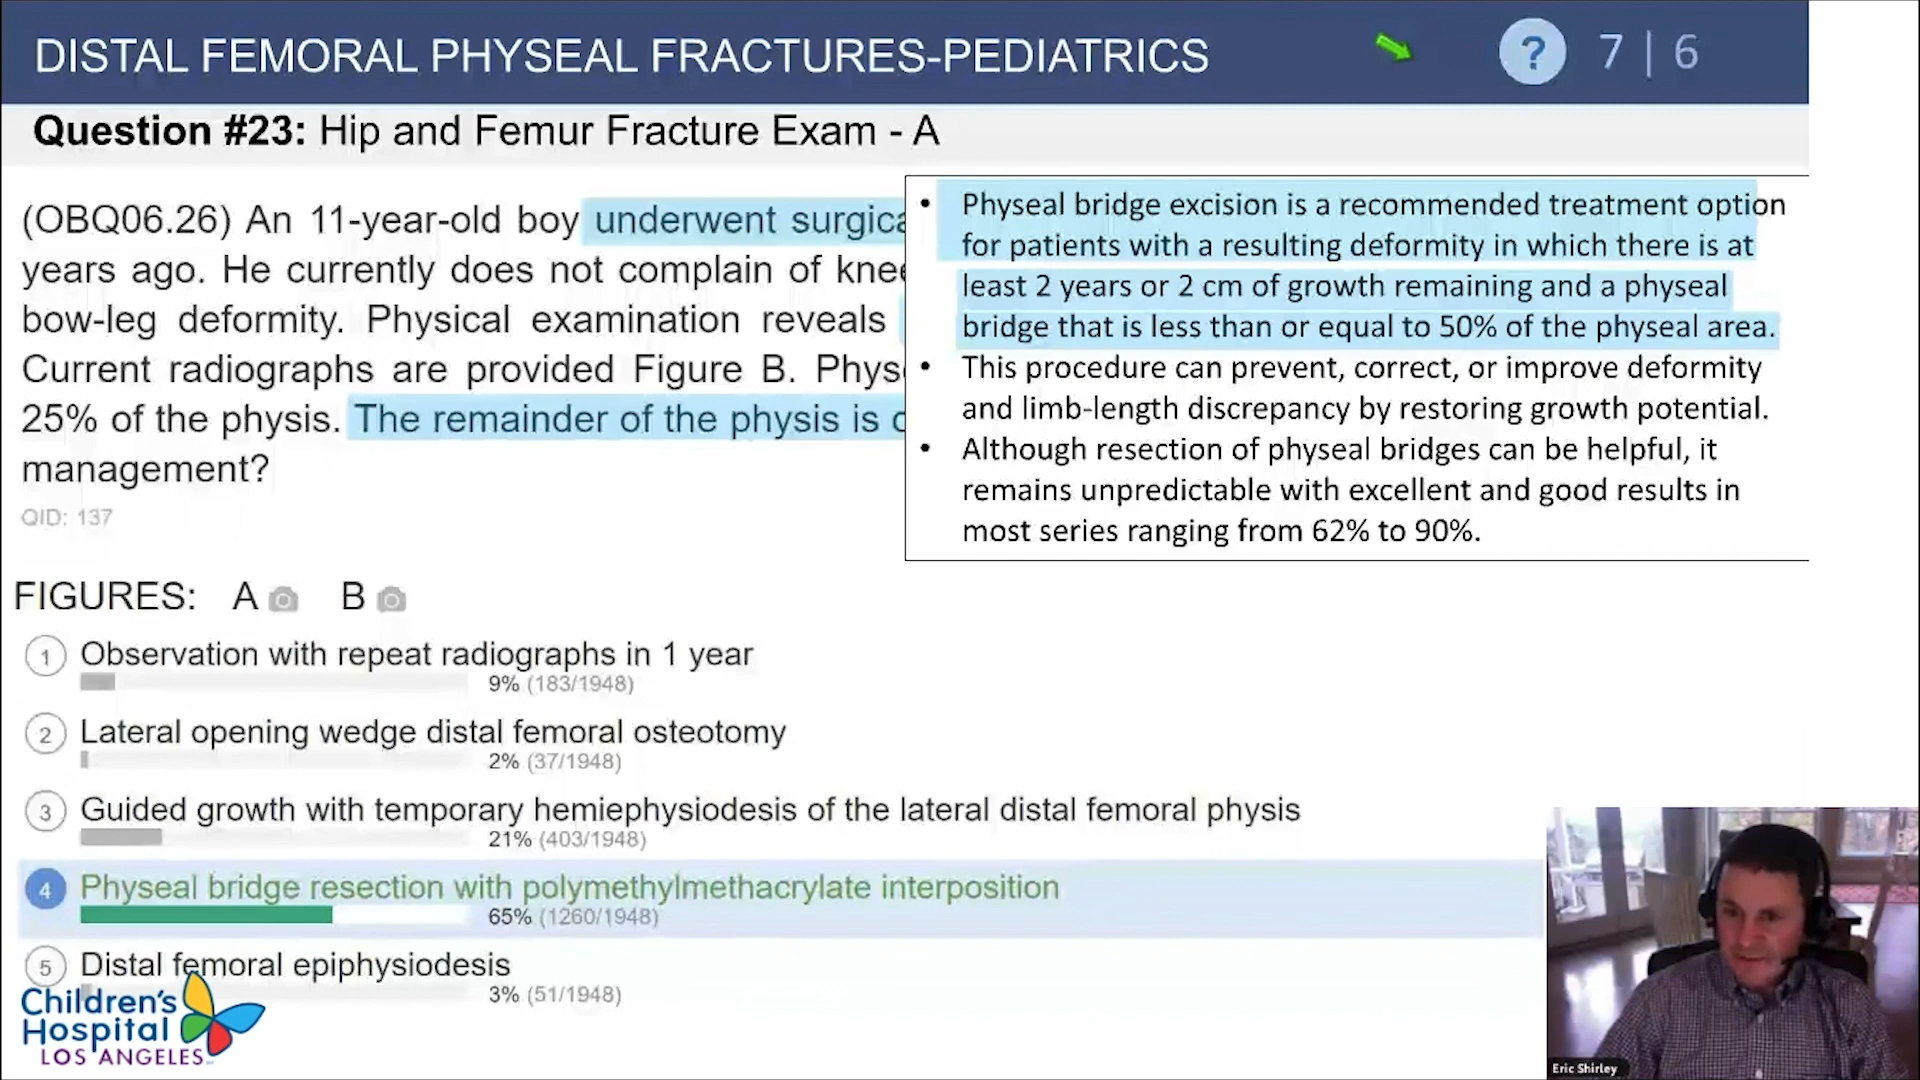 DISTAL FEMORAL PHYSEAL FRACTURES-PEDIATRICS
? 7 | 6
Question #23: Hip and Femur Fracture Exam - A
(OBQ06.26) An 11-year-old boy underwent
years ago. He currently does not complain of
bow-leg deformity. Physical examination reveals
Current radiographs are provided Figure B.
25% of the physis. The remainder of the physis is
management?
QID: 137
• Physeal bridge excision is a recommended treatment option
for patients with a resulting deformity in which there is at
least 2 years or 2 cm of growth remaining and a physeal
bridge that is less than or equal to 50% of the physeal area.
• This procedure can prevent, correct, or improve deformity
and limb-length discrepancy by restoring growth potential.
• Although resection of physeal bridges can be helpful, it
remains unpredictable with excellent and good results in
most series ranging from 62% to 90%.
FIGURES: A B
1 Observation with repeat radiographs in 1 year
9% (183/1948)
2 Lateral opening wedge distal femoral osteotomy
2% (37/1948)
3 Guided growth with temporary hemiephysiodesis of the lateral distal femoral physis
21% (403/1948)
4 Physeal bridge resection with polymethylmethacrylate interposition
65% (1260/1948)
5 Distal femoral epiphysiodesis
3% (51/1948)
Children's
Hospital
LOS ANGELES
Eric Shirley